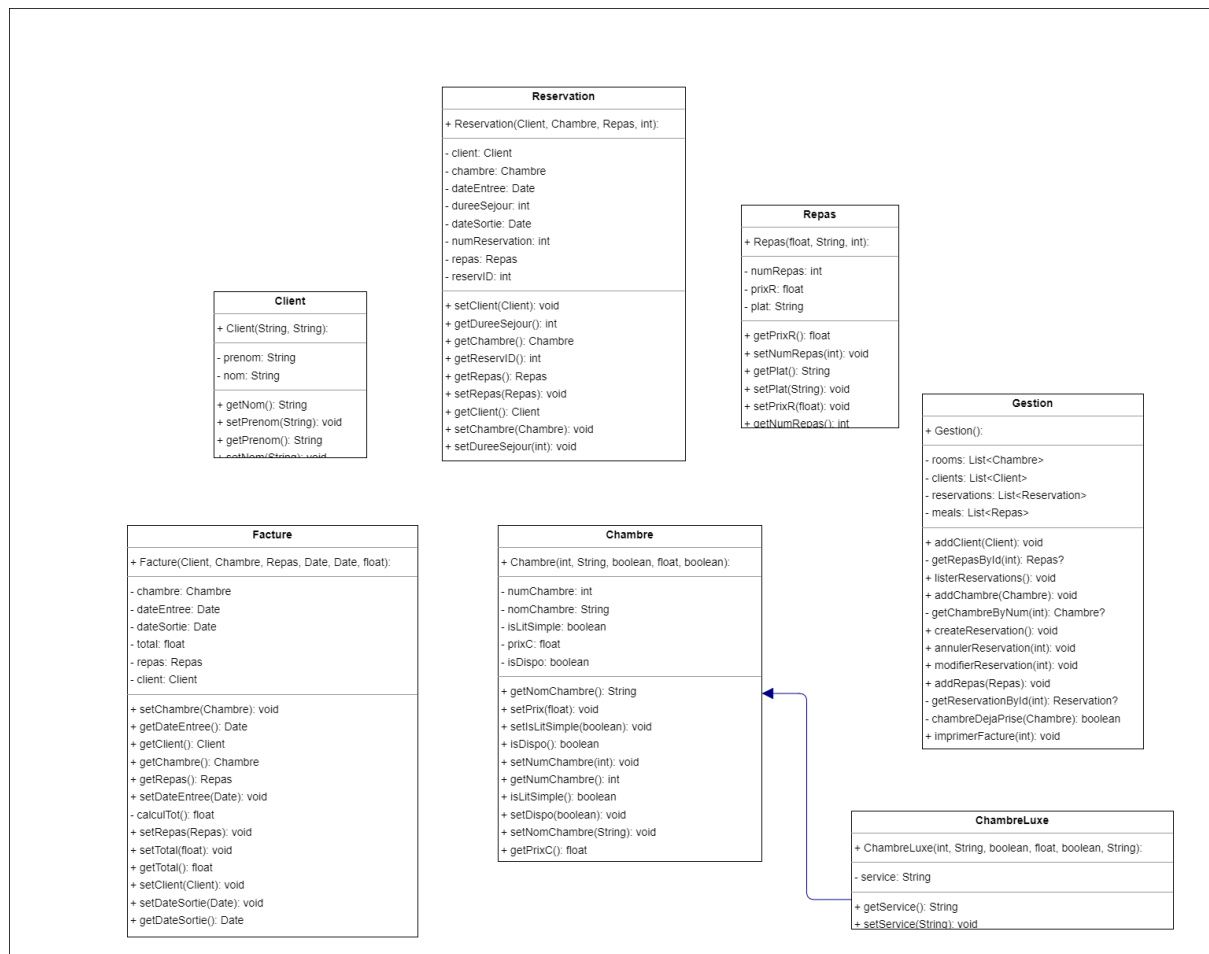 Reservation
+ Reservation(Client, Chambre, Repas, int):
- client: Client
- chambre: Chambre
- dateEntree: Date
- dureeSejour: int
- dateSortie: Date
- numReservation: int
- repas: Repas
- reservID: int
+ setClient(Client): void
+ getDureeSejour(): int
+ getChambre(): Chambre
+ getReservID(): int
+ getRepas(): Repas
+ setRepas(Repas): void
+ getClient(): Client
+ setChambre(Chambre): void
+ setDureeSejour(int): void
Repas
+ Repas(float, String, int):
- numRepas: int
- prixR: float
- plat: String
+ getPrixR(): float
+ setNumRepas(int): void
+ getPlat(): String
+ setPlat(String): void
+ setPrixR(float): void
+ getNumRepas(): int
Client
+ Client(String, String):
- prenom: String
- nom: String
+ getNom(): String
+ setPrenom(String): void
+ getPrenom(): String
+ setNom(String): void
Gestion
+ Gestion():
- rooms: List<Chambre>
- clients: List<Client>
- reservations: List<Reservation>
- meals: List<Repas>
+ addClient(Client): void
- getRepasById(int): Repas?
+ listerReservations(): void
+ addChambre(Chambre): void
- getChambreByNum(int): Chambre?
+ createReservation(): void
+ annulerReservation(int): void
+ modifierReservation(int): void
+ addRepas(Repas): void
- getReservationById(int): Reservation?
- chambreDejaPrise(Chambre): boolean
+ imprimerFacture(int): void
Facture
+ Facture(Client, Chambre, Repas, Date, Date, float):
- chambre: Chambre
- dateEntree: Date
- dateSortie: Date
- total: float
- repas: Repas
- client: Client
+ setChambre(Chambre): void
+ getDateEntree(): Date
+ getClient(): Client
+ getChambre(): Chambre
+ getRepas(): Repas
+ setDateEntree(Date): void
- calculTot(): float
+ setRepas(Repas): void
+ setTotal(float): void
+ getTotal(): float
+ setClient(Client): void
+ setDateSortie(Date): void
+ getDateSortie(): Date
Chambre
+ Chambre(int, String, boolean, float, boolean):
- numChambre: int
- nomChambre: String
- isLitSimple: boolean
- prixC: float
- isDispo: boolean
+ getNomChambre(): String
+ setPrix(float): void
+ setIsLitSimple(boolean): void
+ isDispo(): boolean
+ setNumChambre(int): void
+ getNumChambre(): int
+ isLitSimple(): boolean
+ setDispo(boolean): void
+ setNomChambre(String): void
+ getPrixC(): float
ChambreLuxe
+ ChambreLuxe(int, String, boolean, float, boolean, String):
- service: String
+ getService(): String
+ setService(String): void